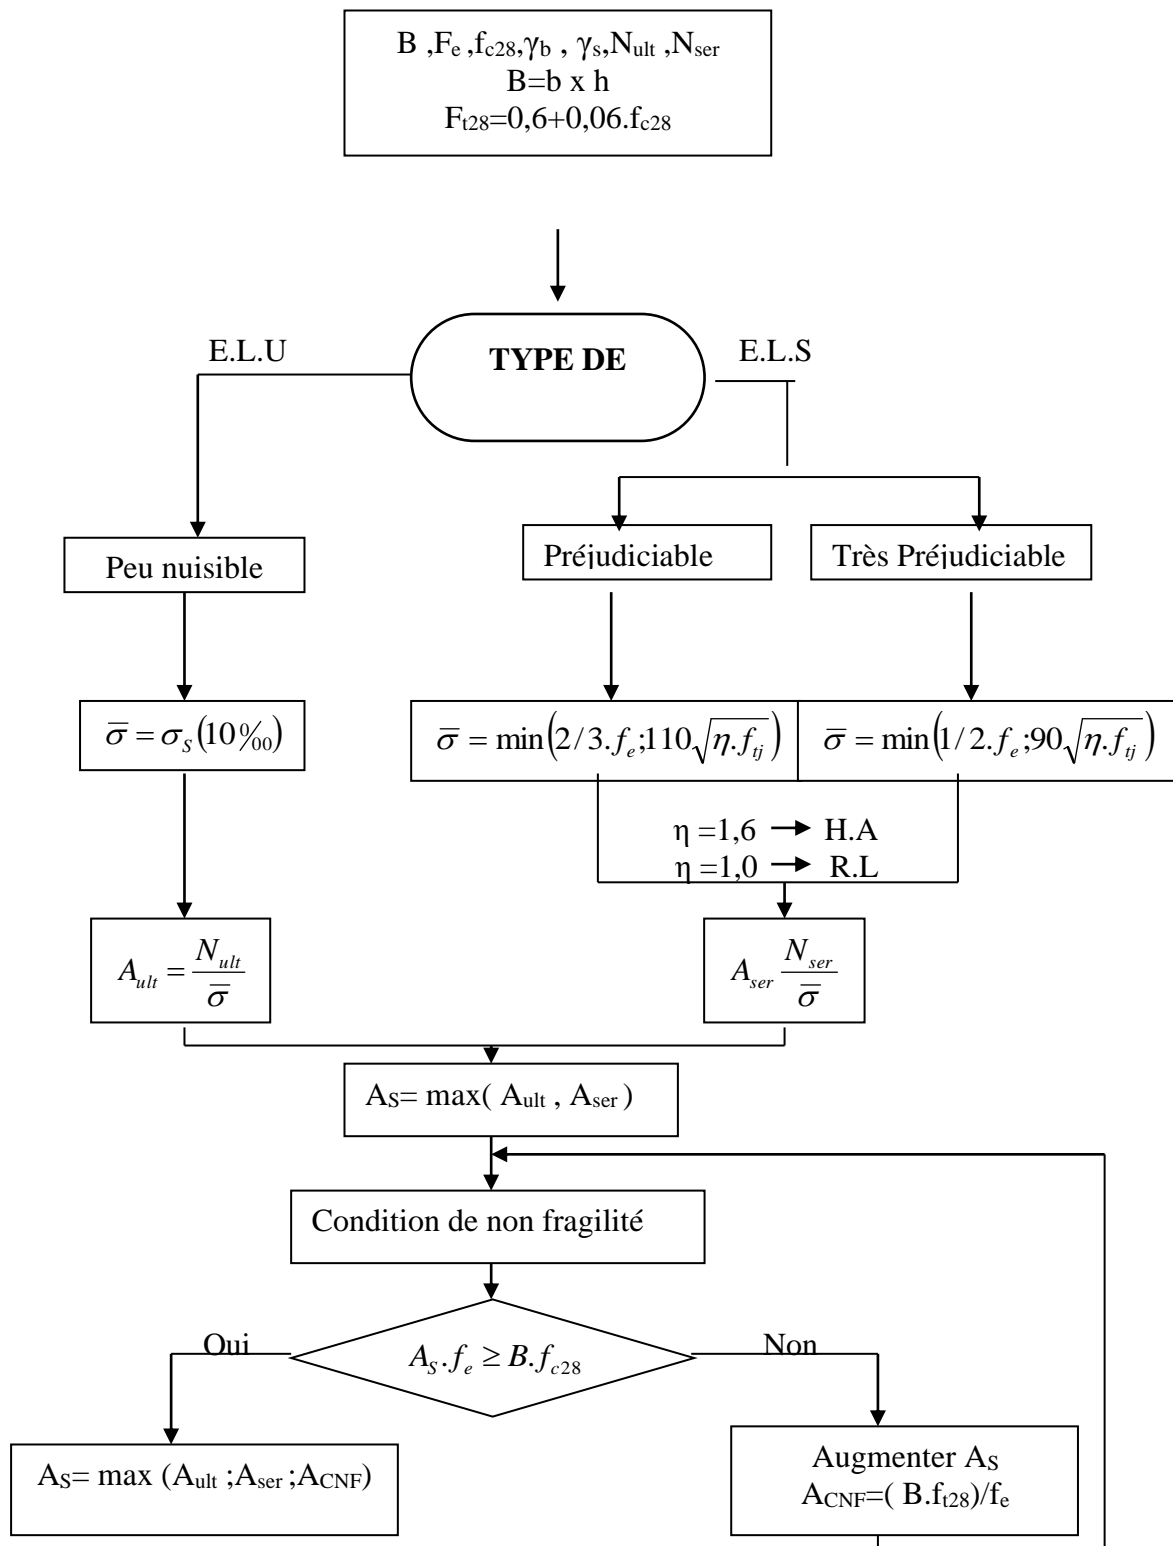 B ,Fe ,fc28,γb , γs,Nult ,Nser
B=b x h
Ft28=0,6+0,06.fc28
E.L.U
TYPE DE
E.L.S
Peu nuisible
Préjudiciable
Très Préjudiciable
σ̅ = σS(10‰)
σ̅ = min(2/3.fe;110√η.ftj)
σ̅ = min(1/2.fe;90√η.ftj)
η =1,6 → H.A
η =1,0 → R.L
Ault = Nult/σ̅
Aser Nser/σ̅
AS= max( Ault , Aser )
Condition de non fragilité
Oui
AS.fe ≥ B.fc28
Non
AS= max (Ault ;Aser ;ACNF)
Augmenter AS
ACNF=( B.ft28)/fe